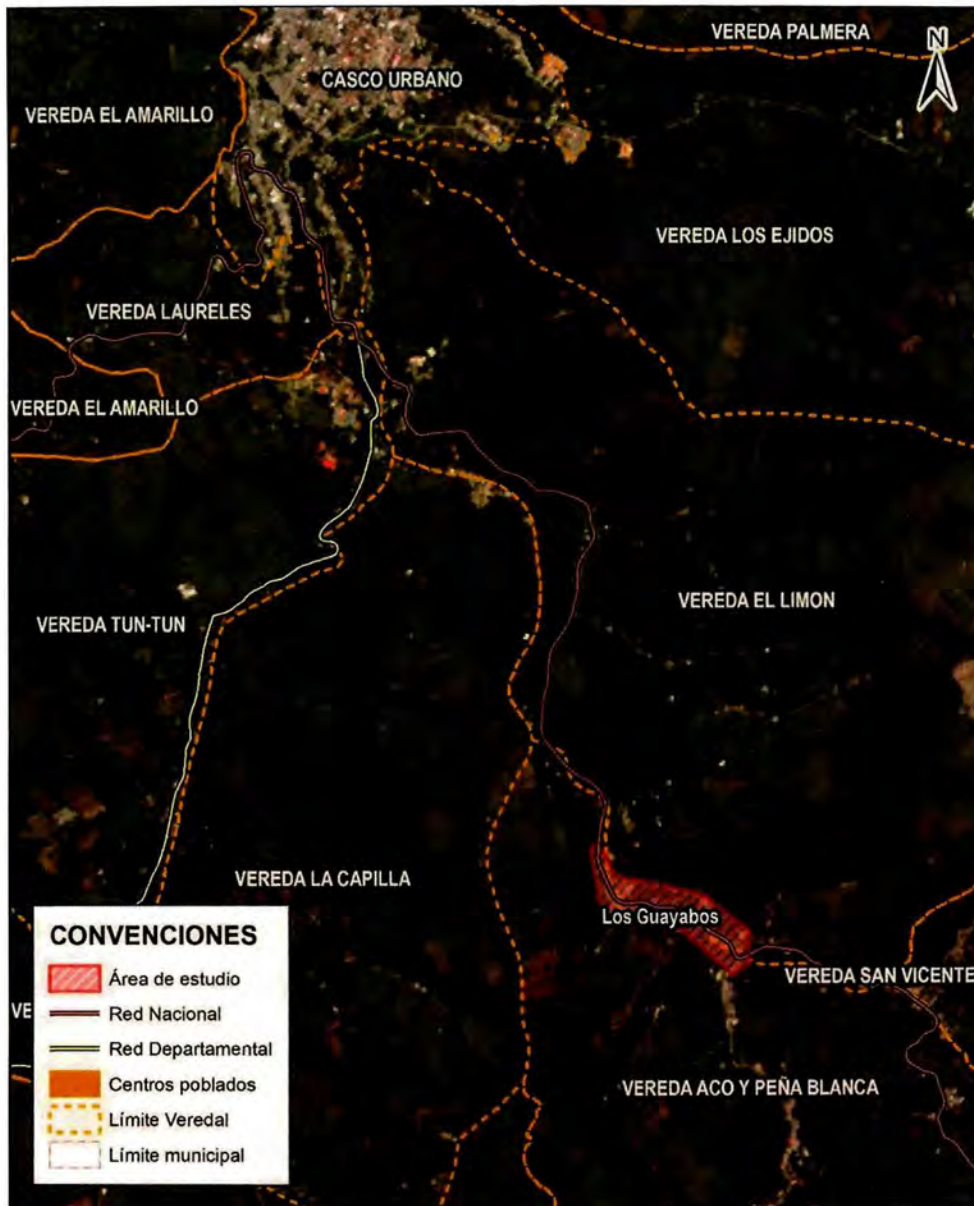 VEREDA PALMERA
N
CASCO URBANO
VEREDA EL AMARILLO
VEREDA LOS EJIDOS
VEREDA LAURELES
VEREDA EL AMARILLO
VEREDA EL LIMON
VEREDA TUN-TUN
VEREDA LA CAPILLA
Los Guayabos
VEREDA SAN VICENTE
VE
VEREDA ACO Y PEÑA BLANCA
CONVENCIONES
Área de estudio
Red Nacional
Red Departamental
Centros poblados
Límite Veredal
Límite municipal